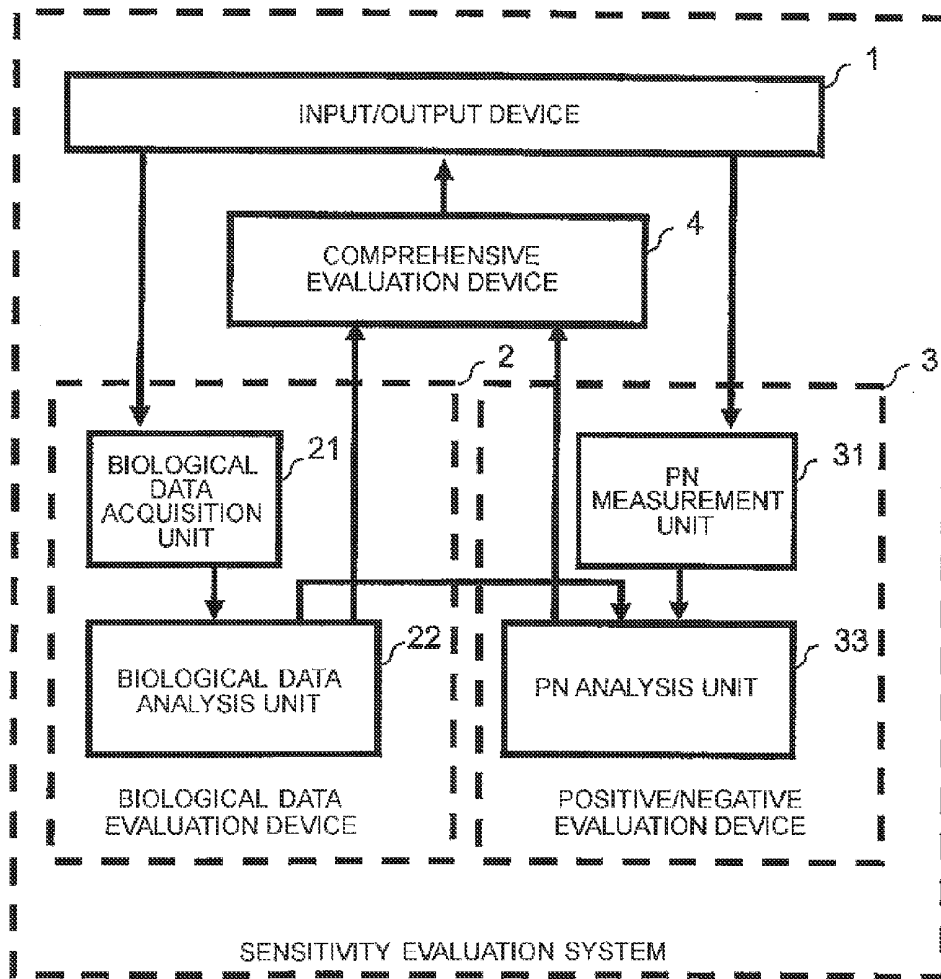 1
INPUT/OUTPUT DEVICE
4
COMPREHENSIVE
EVALUATION DEVICE
2
3
BIOLOGICAL
DATA
ACQUISITION
UNIT
21
PN
MEASUREMENT
UNIT
31
BIOLOGICAL DATA
ANALYSIS UNIT
22
PN ANALYSIS UNIT
33
BIOLOGICAL DATA
EVALUATION DEVICE
POSITIVE/NEGATIVE
EVALUATION DEVICE
SENSITIVITY EVALUATION SYSTEM